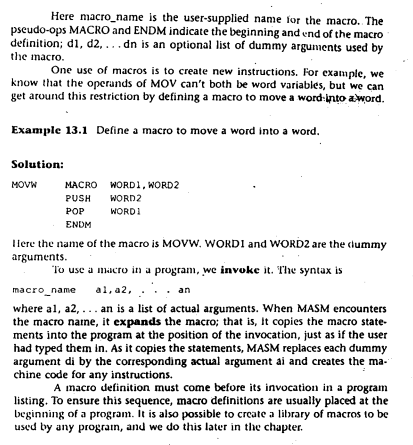 Here macro_name is the user-supplied name for the macro. The
pseudo-ops MACRO and ENDM indicate the beginning and end of the macro
definition; d1, d2, . . . dn is an optional list of dummy arguments used by
the macro.
One use of macros is to create new instructions. For example, we
know that the operands of MOV can't both be word variables, but we can
get around this restriction by defining a macro to move a word into a word.
Example 13.1 Define a macro to move a word into a word.
Solution:
MOVW MACRO WORD1,WORD2
PUSH WORD2
POP WORD1
ENDM
Here the name of the macro is MOVW. WORD1 and WORD2 are the dummy
arguments.
To use a macro in a program, we invoke it. The syntax is
macro_name a1,a2, . . . an
where a1, a2, . . . an is a list of actual arguments. When MASM encounters
the macro name, it expands the macro; that is, it copies the macro state-
ments into the program at the position of the invocation, just as if the user
had typed them in. As it copies the statements, MASM replaces each dummy
argument di by the corresponding actual argument ai and creates the ma-
chine code for any instructions.
A macro definition must come before its invocation in a program
listing. To ensure this sequence, macro definitions are usually placed at the
beginning of a program. It is also possible to create a library of macros to be
used by any program, and we do this later in the chapter.